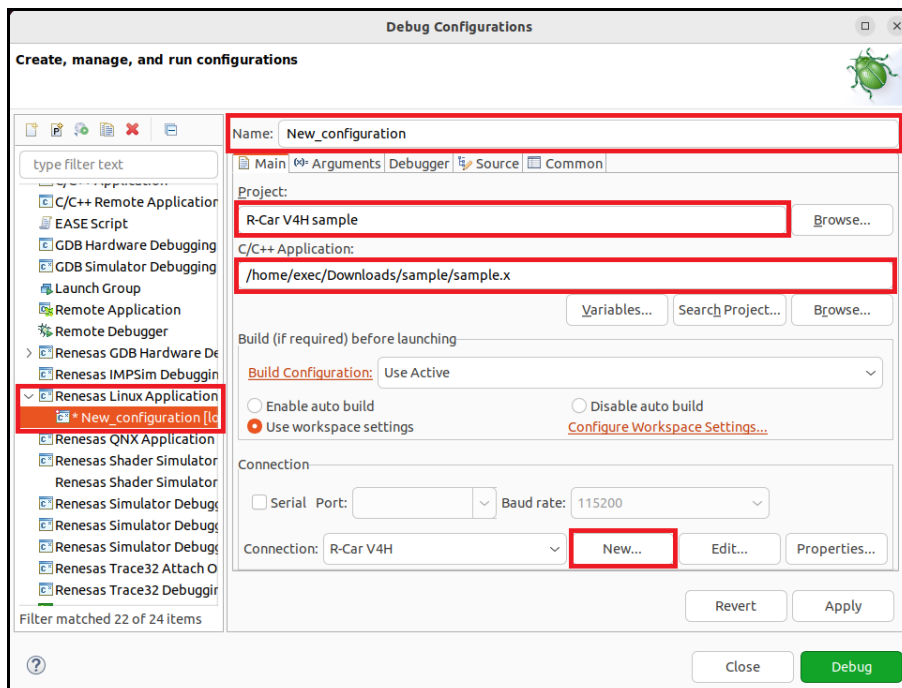 Debug Configurations
Create, manage, and run configurations
type filter text
C/C++ Application
C/C++ Remote Application
EASE Script
GDB Hardware Debugging
GDB Simulator Debugging
Launch Group
Remote Application
Remote Debugger
Renesas GDB Hardware De
Renesas IMPSim Debuggin
Renesas Linux Application
* New_configuration [lo
Renesas QNX Application
Renesas Shader Simulator
Renesas Shader Simulator
Renesas Simulator Debugg
Renesas Simulator Debugg
Renesas Simulator Debugg
Renesas Trace32 Attach O
Renesas Trace32 Debuggin
Filter matched 22 of 24 items
Name: New_configuration
Main (x)= Arguments Debugger Source Common
Project:
R-Car V4H sample Browse...
C/C++ Application:
/home/exec/Downloads/sample/sample.x
Variables... Search Project... Browse...
Build (if required) before launching
Build Configuration: Use Active
Enable auto build Disable auto build
Use workspace settings Configure Workspace Settings...
Connection
Serial Port: Baud rate: 115200
Connection: R-Car V4H New... Edit... Properties...
Revert Apply
? Close Debug